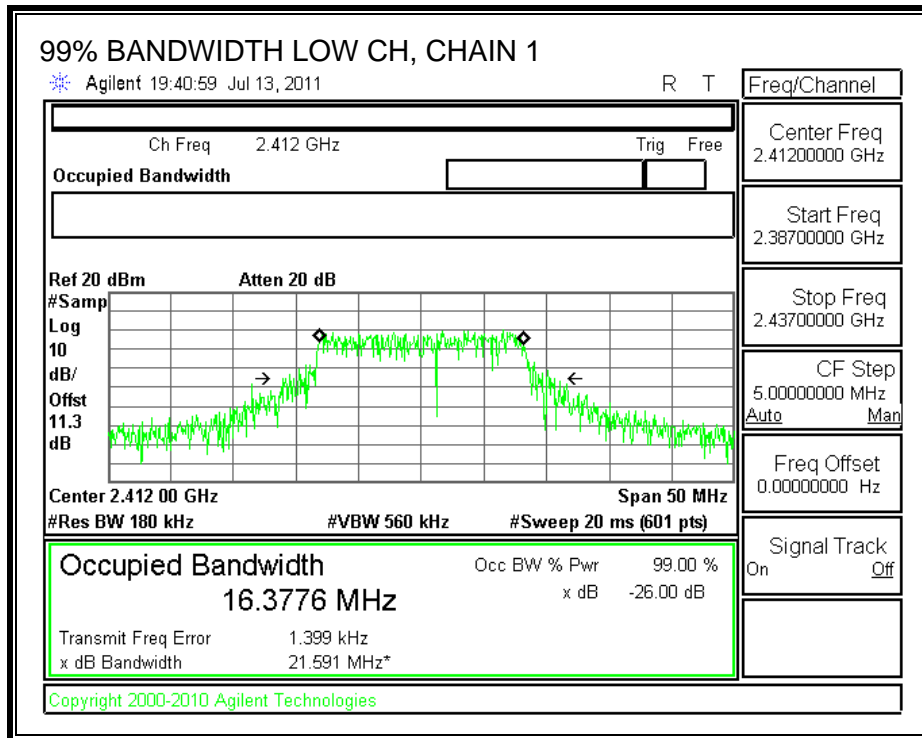 99% BANDWIDTH LOW CH, CHAIN 1
Agilent 19:40:59 Jul 13, 2011 R T
Freq/Channel
Ch Freq 2.412 GHz Trig Free
Occupied Bandwidth
Center Freq
2.41200000 GHz
Start Freq
2.38700000 GHz
Stop Freq
2.43700000 GHz
CF Step
5.00000000 MHz
Auto Man
Freq Offset
0.00000000 Hz
Signal Track
On Off
Ref 20 dBm Atten 20 dB
#Samp
Log
10
dB/
Offst
11.3
dB
Center 2.412 00 GHz Span 50 MHz
#Res BW 180 kHz #VBW 560 kHz #Sweep 20 ms (601 pts)
Occupied Bandwidth
16.3776 MHz
Occ BW % Pwr 99.00 %
x dB -26.00 dB
Transmit Freq Error 1.399 kHz
x dB Bandwidth 21.591 MHz*
Copyright 2000-2010 Agilent Technologies